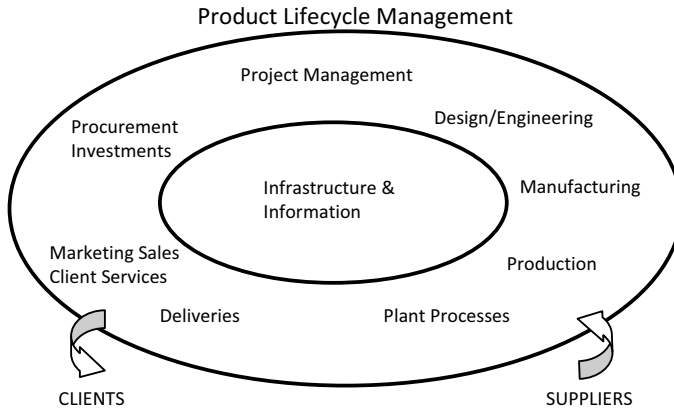 Product Lifecycle Management
Project Management
Design/Engineering
Procurement
Investments
Infrastructure &
Information
Manufacturing
Marketing Sales
Client Services
Production
Deliveries
Plant Processes
CLIENTS
SUPPLIERS